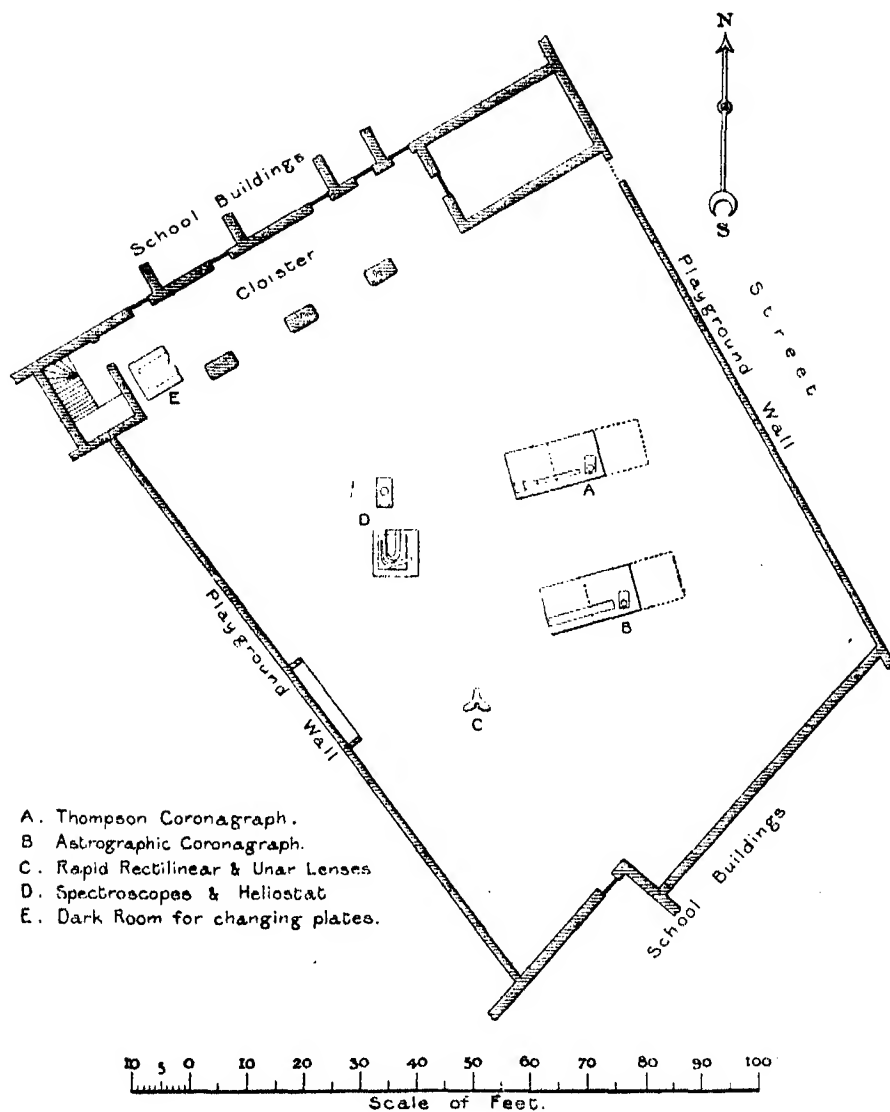 N
S
School Buildings
Cloister
Street
Playground Wall
E
A
D
B
Playground Wall
C
School Buildings
A. Thompson Coronagraph.
B Astrographic Coronagraph.
C. Rapid Rectilinear & Unar Lenses
D. Spectroscopes & Heliostat
E. Dark Room for changing plates.
10 5 0 10 20 30 40 50 60 70 80 90 100
Scale of Feet.